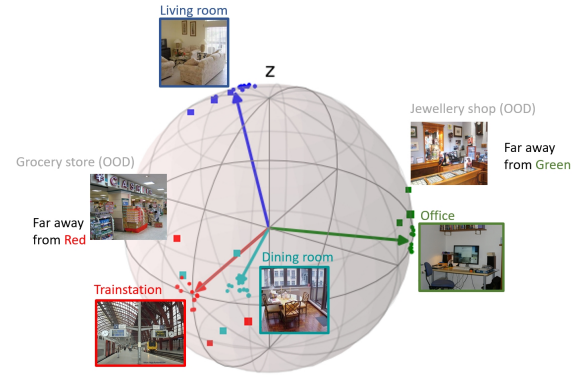 Living room
Z
Jewellery shop (OOD)
Far away
from Green
Grocery store (OOD)
Far away
from Red
Office
Dining room
Trainstation